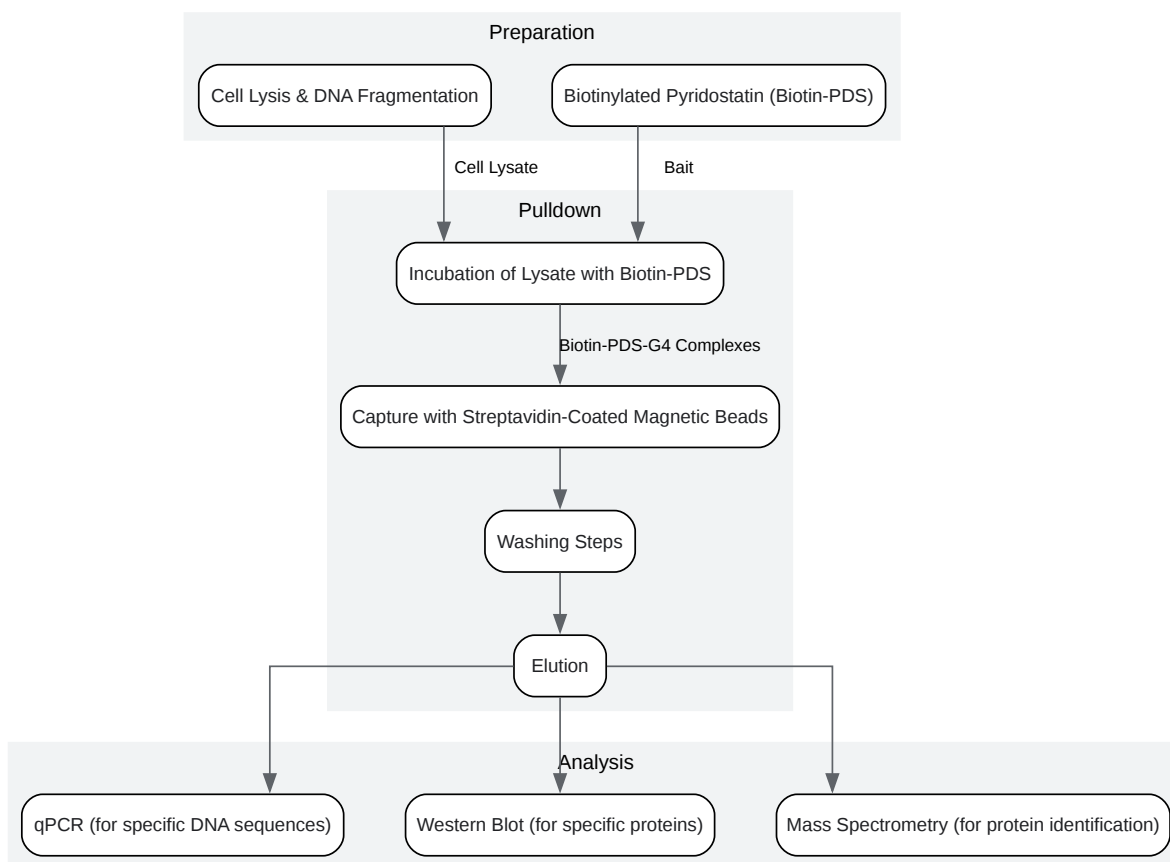 Preparation
Cell Lysis & DNA Fragmentation
Biotinylated Pyridostatin (Biotin-PDS)
Cell Lysate
Bait
Pulldown
Incubation of Lysate with Biotin-PDS
Biotin-PDS-G4 Complexes
Capture with Streptavidin-Coated Magnetic Beads
Washing Steps
Elution
Analysis
qPCR (for specific DNA sequences)
Western Blot (for specific proteins)
Mass Spectrometry (for protein identification)